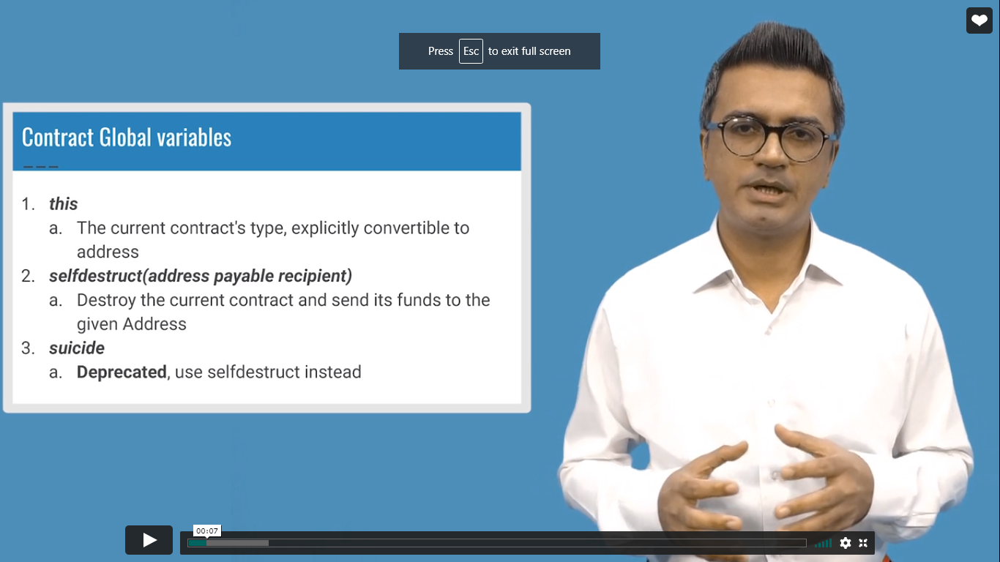 Press Esc to exit full screen
Contract Global variables
1. this
a. The current contract's type, explicitly convertible to
address
2. selfdestruct(address payable recipient)
a. Destroy the current contract and send its funds to the
given Address
3. suicide
a. Deprecated, use selfdestruct instead
00:07